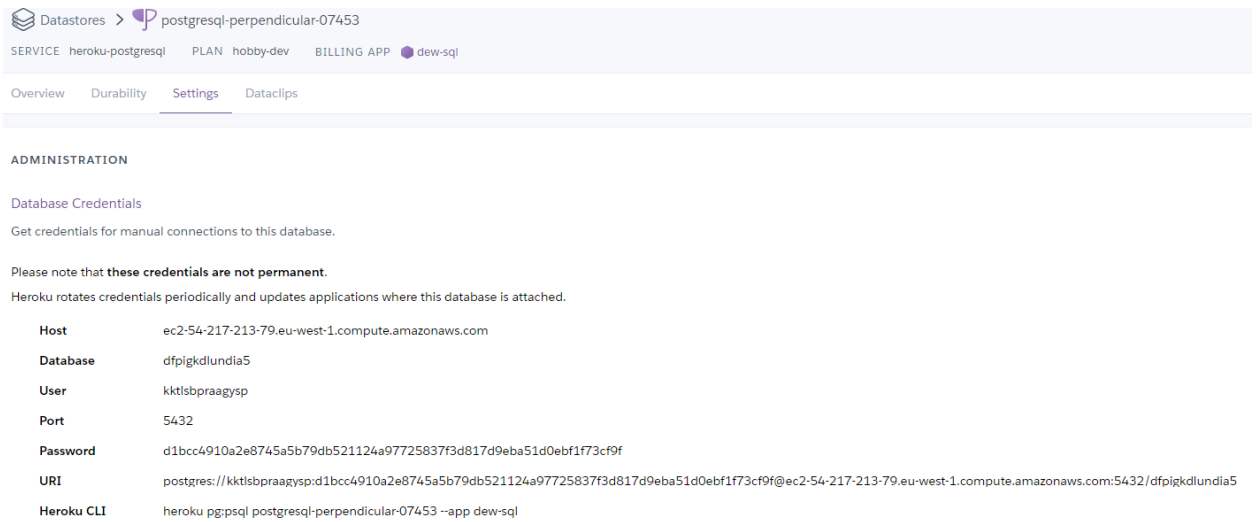 Datastores > postgresql-perpendicular-07453
SERVICE heroku-postgresql PLAN hobby-dev BILLING APP dew-sql
Overview Durability Settings Dataclips
ADMINISTRATION
Database Credentials
Get credentials for manual connections to this database.
Please note that these credentials are not permanent.
Heroku rotates credentials periodically and updates applications where this database is attached.
Host ec2-54-217-213-79.eu-west-1.compute.amazonaws.com
Database dfpigkdlundia5
User kktlsbpraagysp
Port 5432
Password d1bcc4910a2e8745a5b79db521124a97725837f3d817d9eba51d0ebf1f73cf9f
URI postgres://kktlsbpraagysp:d1bcc4910a2e8745a5b79db521124a97725837f3d817d9eba51d0ebf1f73cf9f@ec2-54-217-213-79.eu-west-1.compute.amazonaws.com:5432/dfpigkdlundia5
Heroku CLI heroku pg:psql postgresql-perpendicular-07453 --app dew-sql